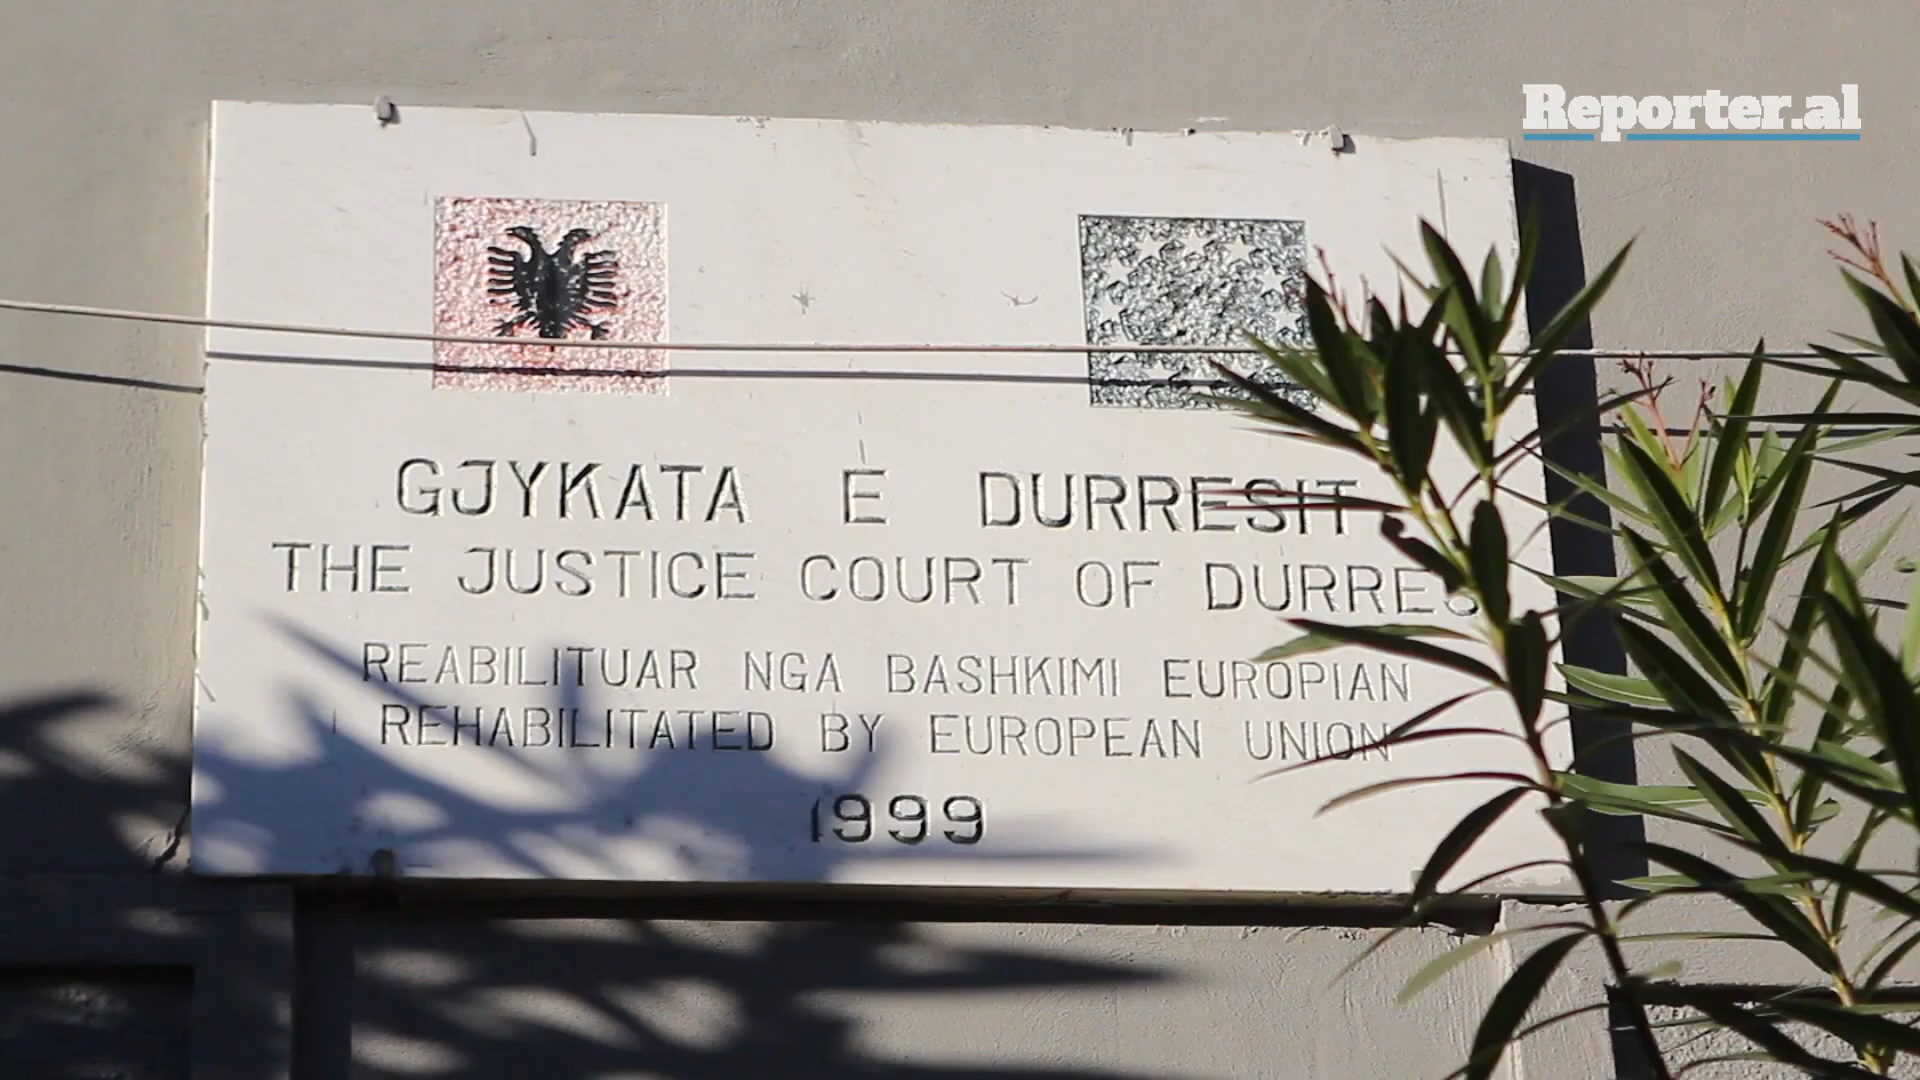 Reporter.al
GJYKATA E DURRESIT
THE JUSTICE COURT OF DURRES
REABILITUAR NGA BASHKIMI EUROPIAN
REHABILITATED BY EUROPEAN UNION
1999